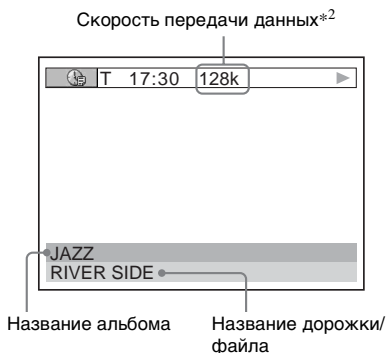 Скорость передачи данных*2
T 17:30 128k
JAZZ
RIVER SIDE
Название альбома
Название дорожки/
файла